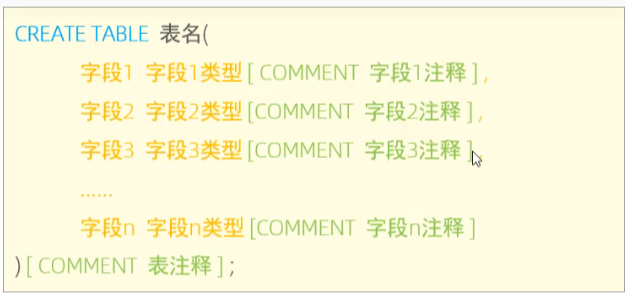 CREATE TABLE 表名(
字段1 字段1类型[ COMMENT 字段1注释 ] ,
字段2 字段2类型[COMMENT 字段2注释 ] ,
字段3 字段3类型[COMMENT 字段3注释 ] ,
......
字段n 字段n类型[COMMENT 字段n注释 ]
)[ COMMENT 表注释 ] ;